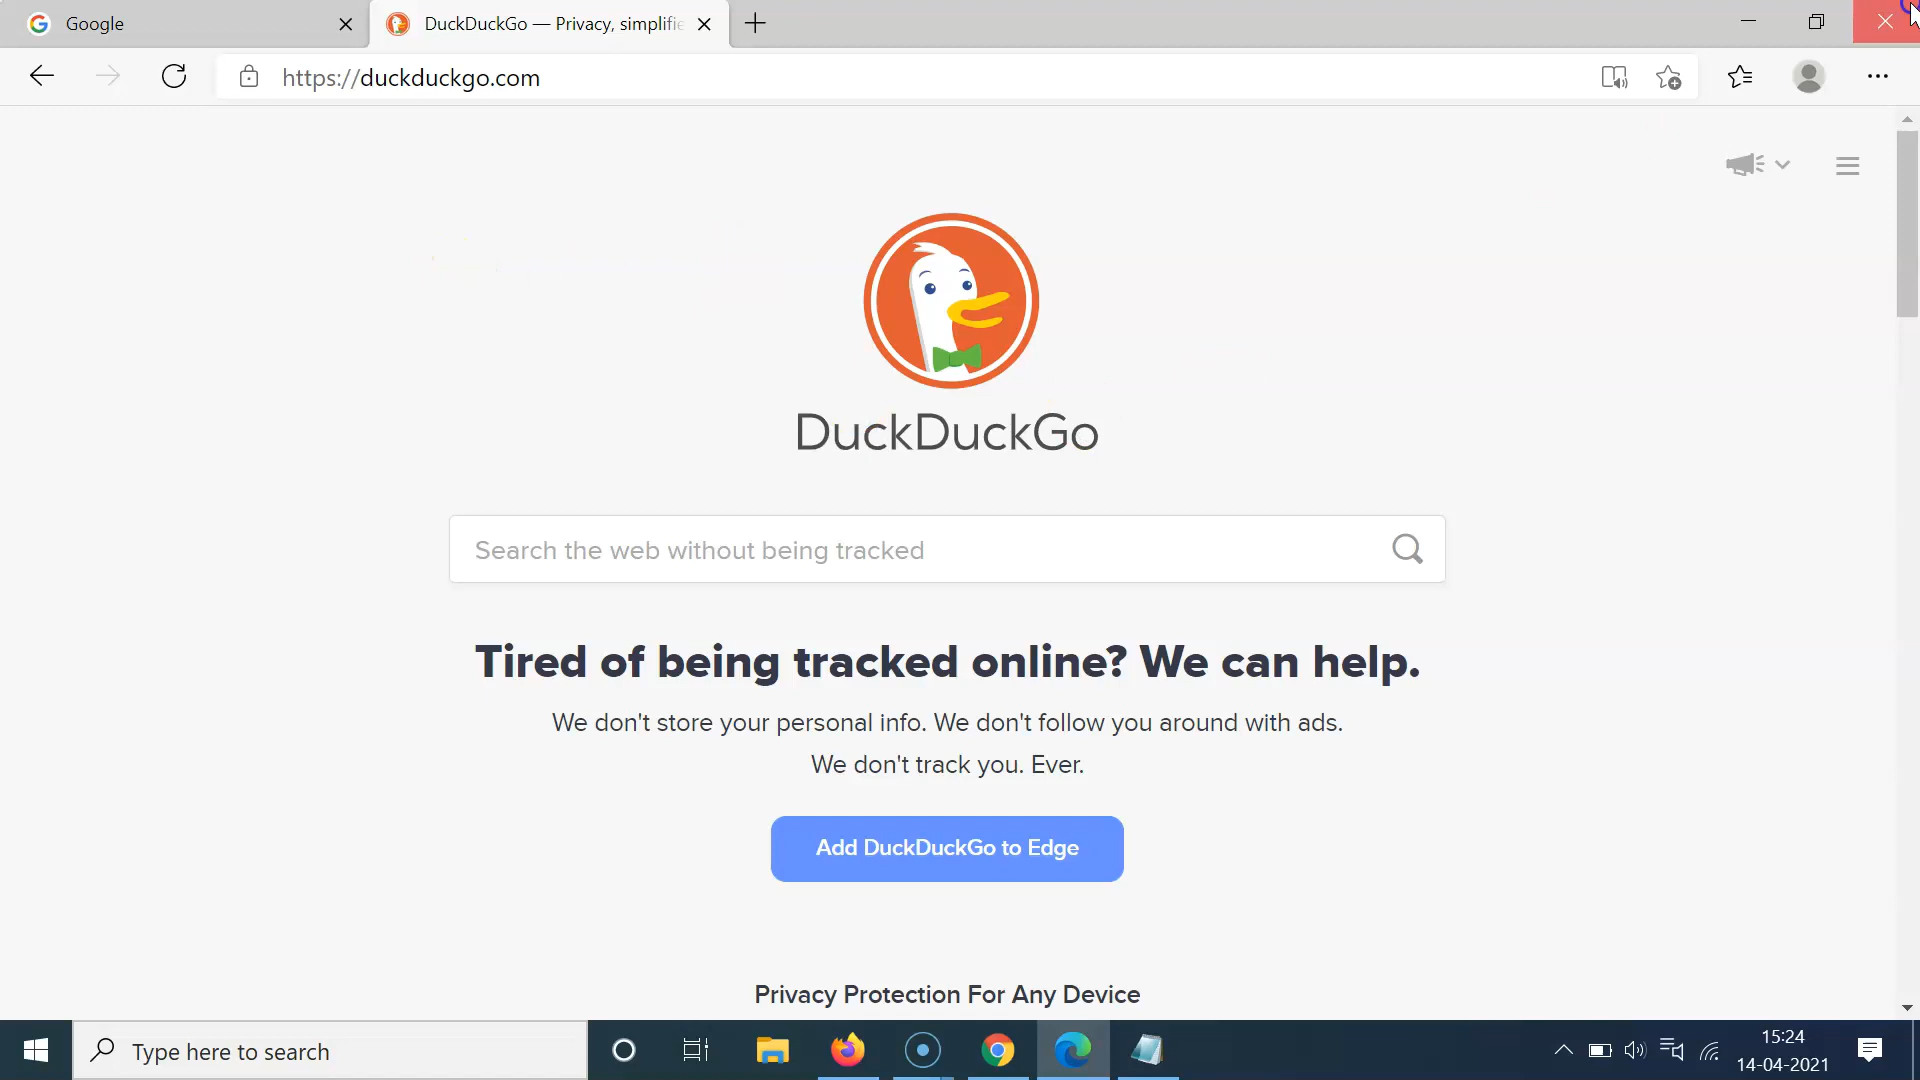 Google
DuckDuckGo — Privacy, simplifie
https://duckduckgo.com
DuckDuckGo
Search the web without being tracked
Tired of being tracked online? We can help.
We don't store your personal info. We don't follow you around with ads.
We don't track you. Ever.
Add DuckDuckGo to Edge
Privacy Protection For Any Device
Type here to search
15:24
14-04-2021